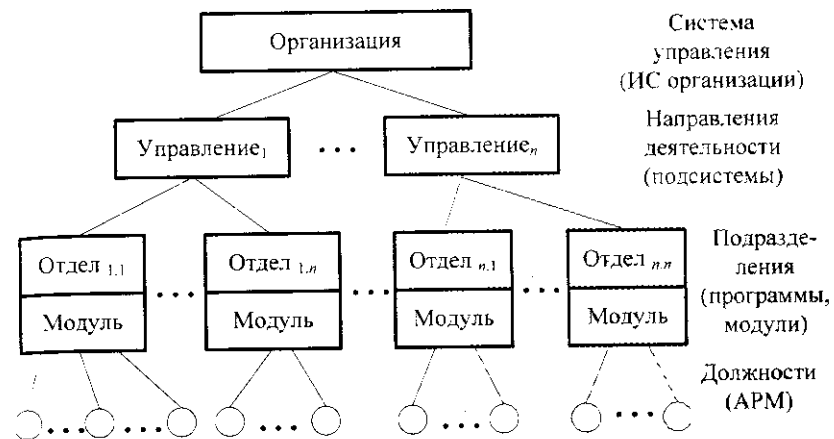 Организация
Система
управления
(ИС организации)
Управление1 ... Управлениеn
Направления
деятельности
(подсистемы)
Отдел 1.1 ... Отдел 1.n ... Отдел n.1 ... Отдел n.n
Модуль Модуль Модуль Модуль
Подразде-
ления
(программы,
модули)
... ... ... ... ...
Должности
(АРМ)